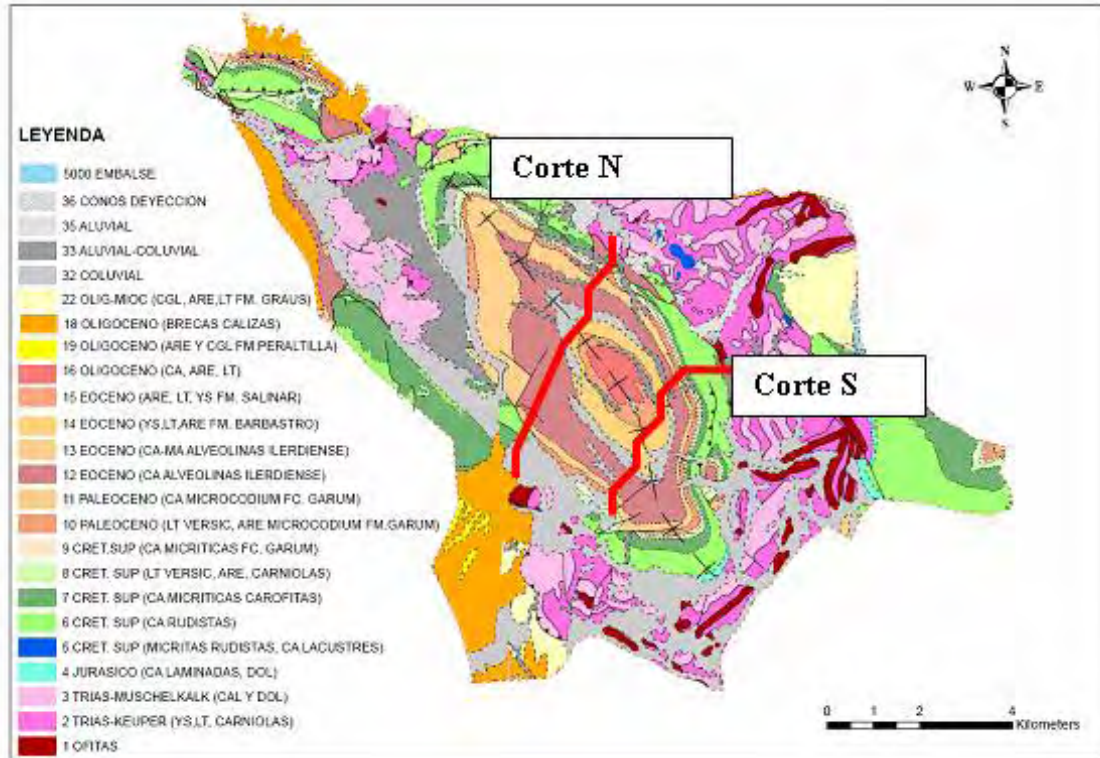 N
W E
S
LEYENDA
5000 EMBALSE
36 CONOS DEYECCION
35 ALUVIAL
33 ALUVIAL-COLUVIAL
32 COLUVIAL
22 OLIG-MIOC (CGL, ARE,LT FM. GRAUS)
18 OLIGOCENO (BRECAS CALIZAS)
19 OLIGOCENO (ARE Y CGL FM PERALTILLA)
16 OLIGOCENO (CA, ARE, LT)
15 EOCENO (ARE, LT, YS FM. SALINAR)
14 EOCENO (YS,LT,ARE FM. BARBASTRO)
13 EOCENO (CA-MA ALVEOLINAS ILERDIENSE)
12 EOCENO (CA ALVEOLINAS ILERDIENSE)
11 PALEOCENO (CA MICROCODIUM FC. GARUM)
10 PALEOCENO (LT VERSIC, ARE MICROCODIUM FM.GARUM)
9 CRET.SUP (CA MICRITICAS FC. GARUM)
8 CRET. SUP (LT VERSIC, ARE, CARNIOLAS)
7 CRET. SUP (CA MICRITICAS CAROFITAS)
6 CRET. SUP (CA RUDISTAS)
5 CRET. SUP (MICRITAS RUDISTAS, CA LACUSTRES)
4 JURASICO (CA LAMINADAS, DOL)
3 TRIAS-MUSCHELKALK (CAL Y DOL)
2 TRIAS-KEUPER (YS,LT, CARNIOLAS)
1 OFITAS
Corte N
Corte S
0 1 2 4
Kilometers